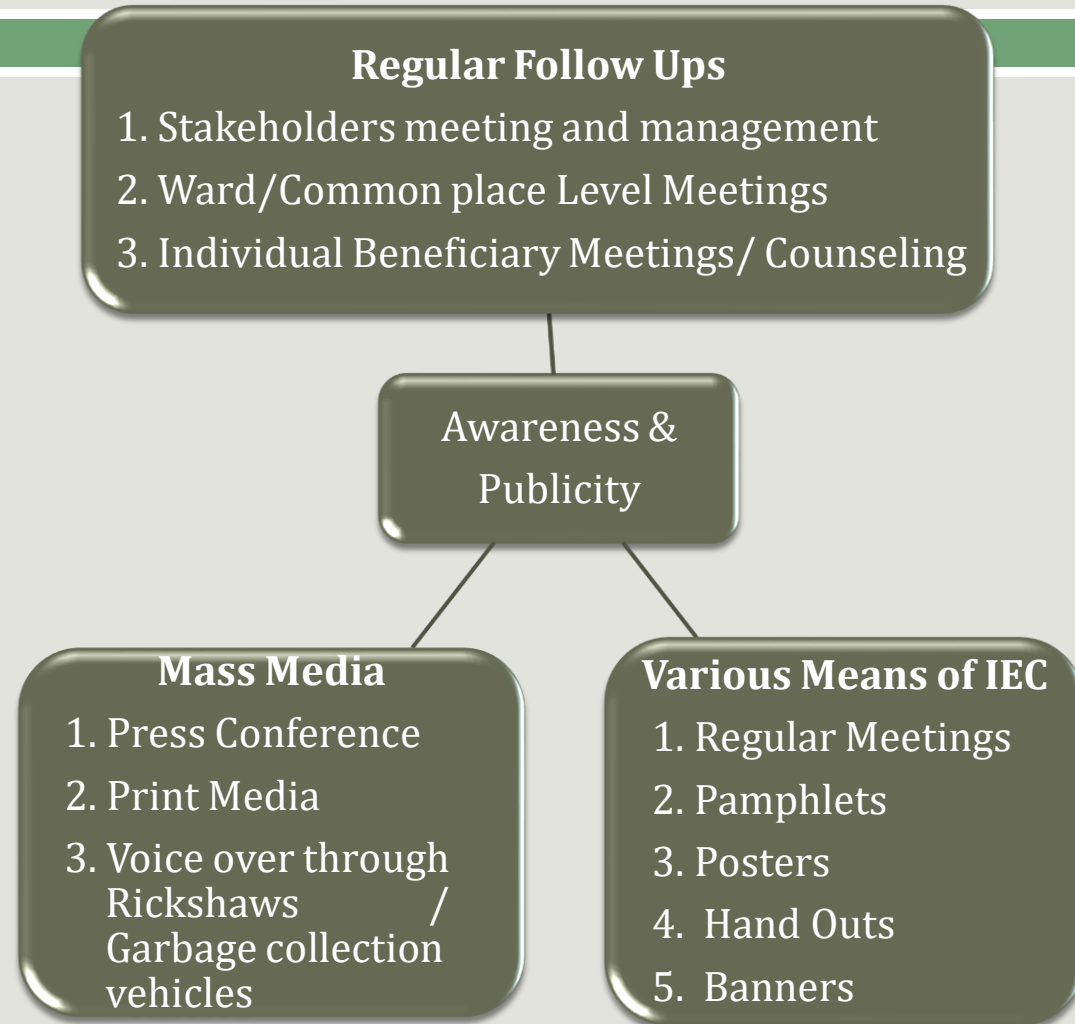 Regular Follow Ups
1. Stakeholders meeting and management
2. Ward/Common place Level Meetings
3. Individual Beneficiary Meetings/ Counseling
Awareness &
Publicity
Mass Media
1. Press Conference
2. Print Media
3. Voice over through
Rickshaws /
Garbage collection
vehicles
Various Means of IEC
1. Regular Meetings
2. Pamphlets
3. Posters
4. Hand Outs
5. Banners